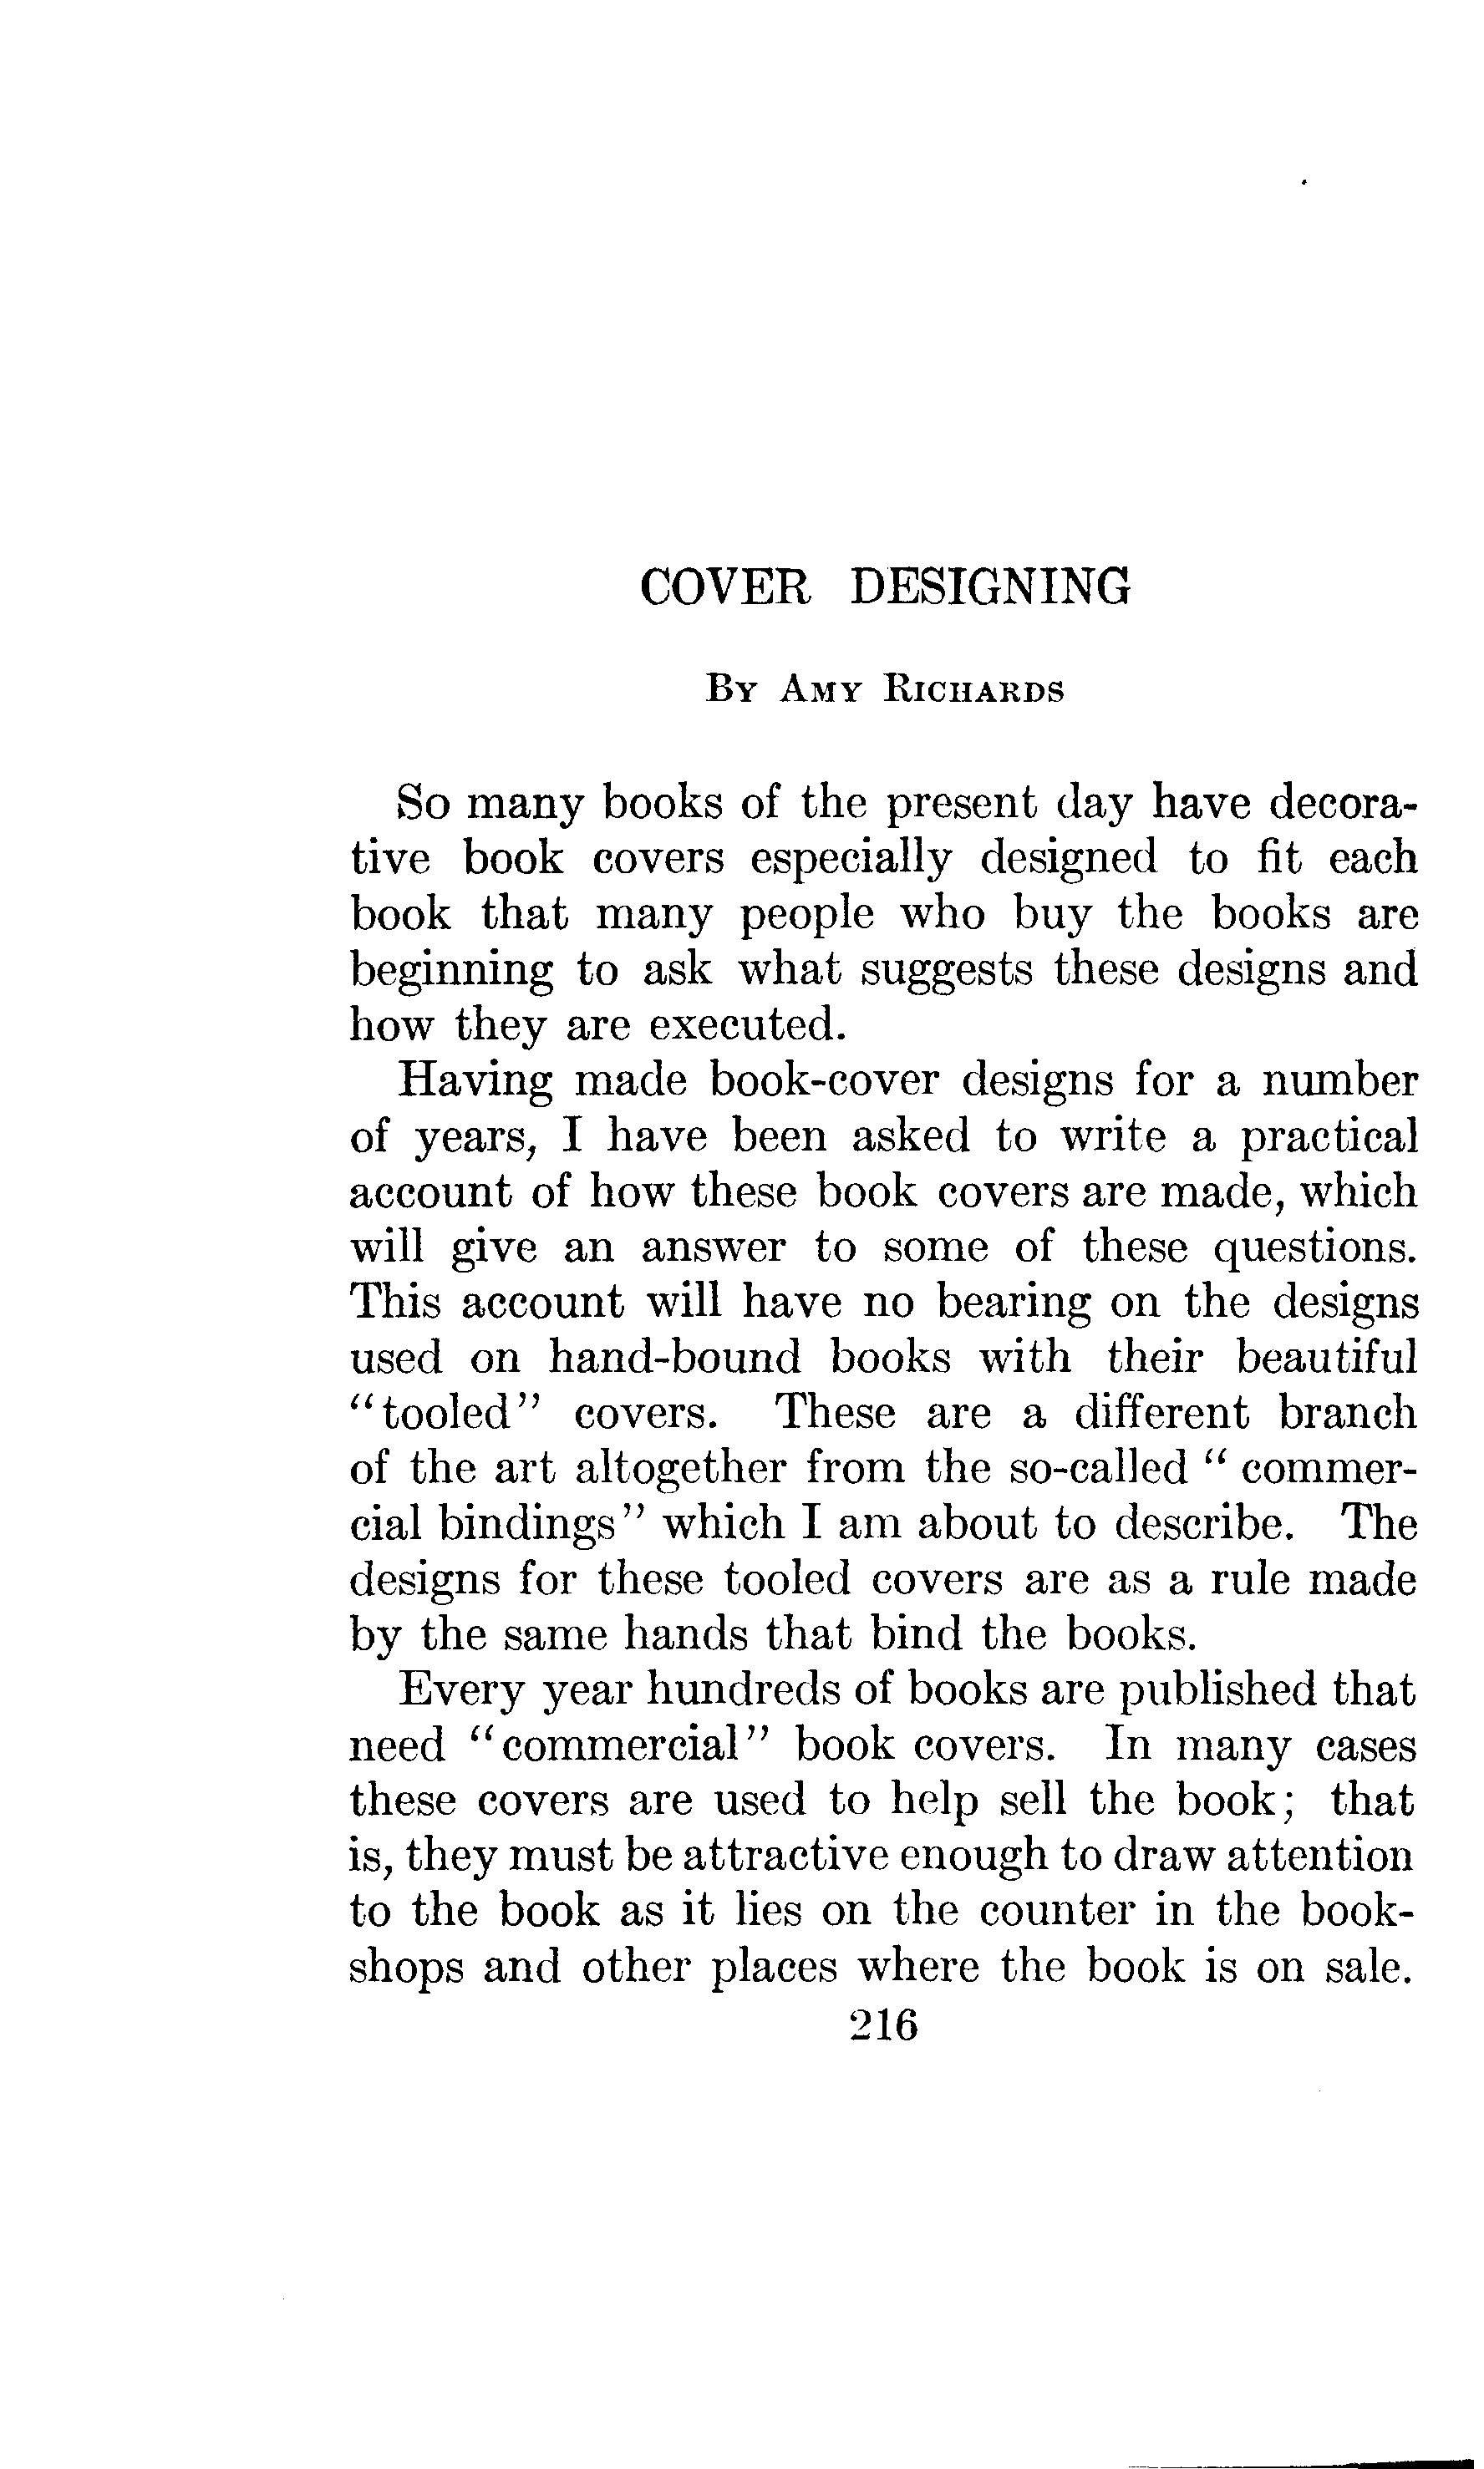 COVER DESIGNING
By Amy Richards
So many books of the present day have decora-
tive book covers especially designed to fit each
book that many people who buy the books are
beginning to ask what suggests these designs and
how they are executed.
Having made book-cover designs for a number
of years, I have been asked to write a practical
account of how these book covers are made, which
will give an answer to some of these questions.
This account will have no bearing on the designs
used on hand-bound books with their beautiful
“tooled” covers. These are a different branch
of the art altogether from the so-called “ commer-
cial bindings” which I am about to describe. The
designs for these tooled covers are as a rule made
by the same hands that bind the books.
Every year hundreds of books are published that
need “commercial” book covers. In many cases
these covers are used to help sell the book; that
is, they must be attractive enough to draw attention
to the book as it lies on the counter in the book-
shops and other places where the book is on sale.
216